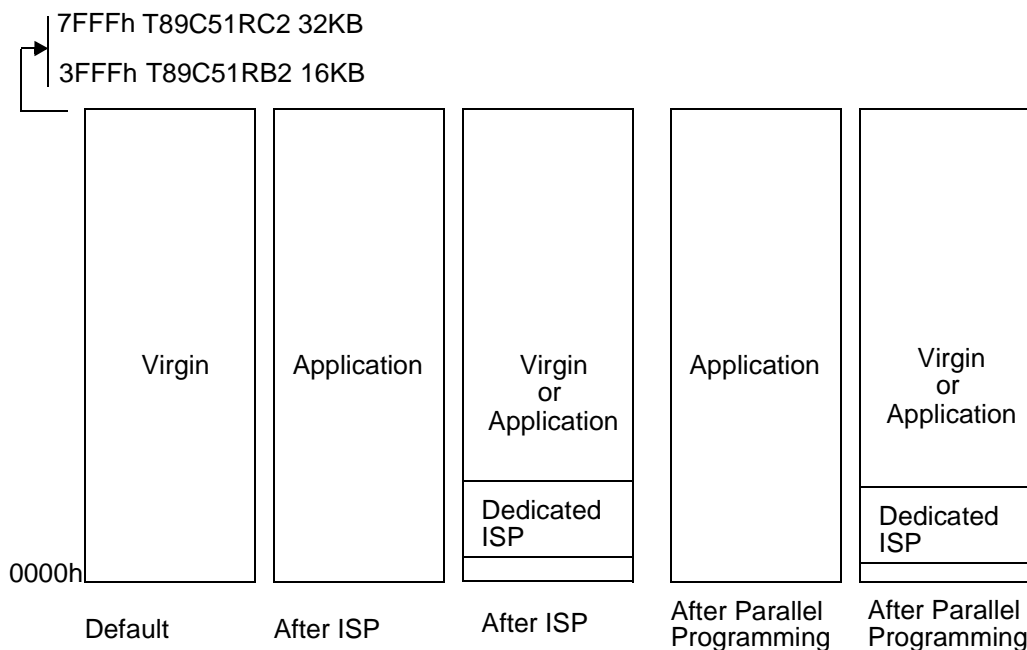 7FFFh T89C51RC2 32KB
3FFFh T89C51RB2 16KB
Virgin
Application
Virgin
or
Application
Dedicated
ISP
Application
Virgin
or
Application
Dedicated
ISP
0000h
Default
After ISP
After ISP
After Parallel
Programming
After Parallel
Programming